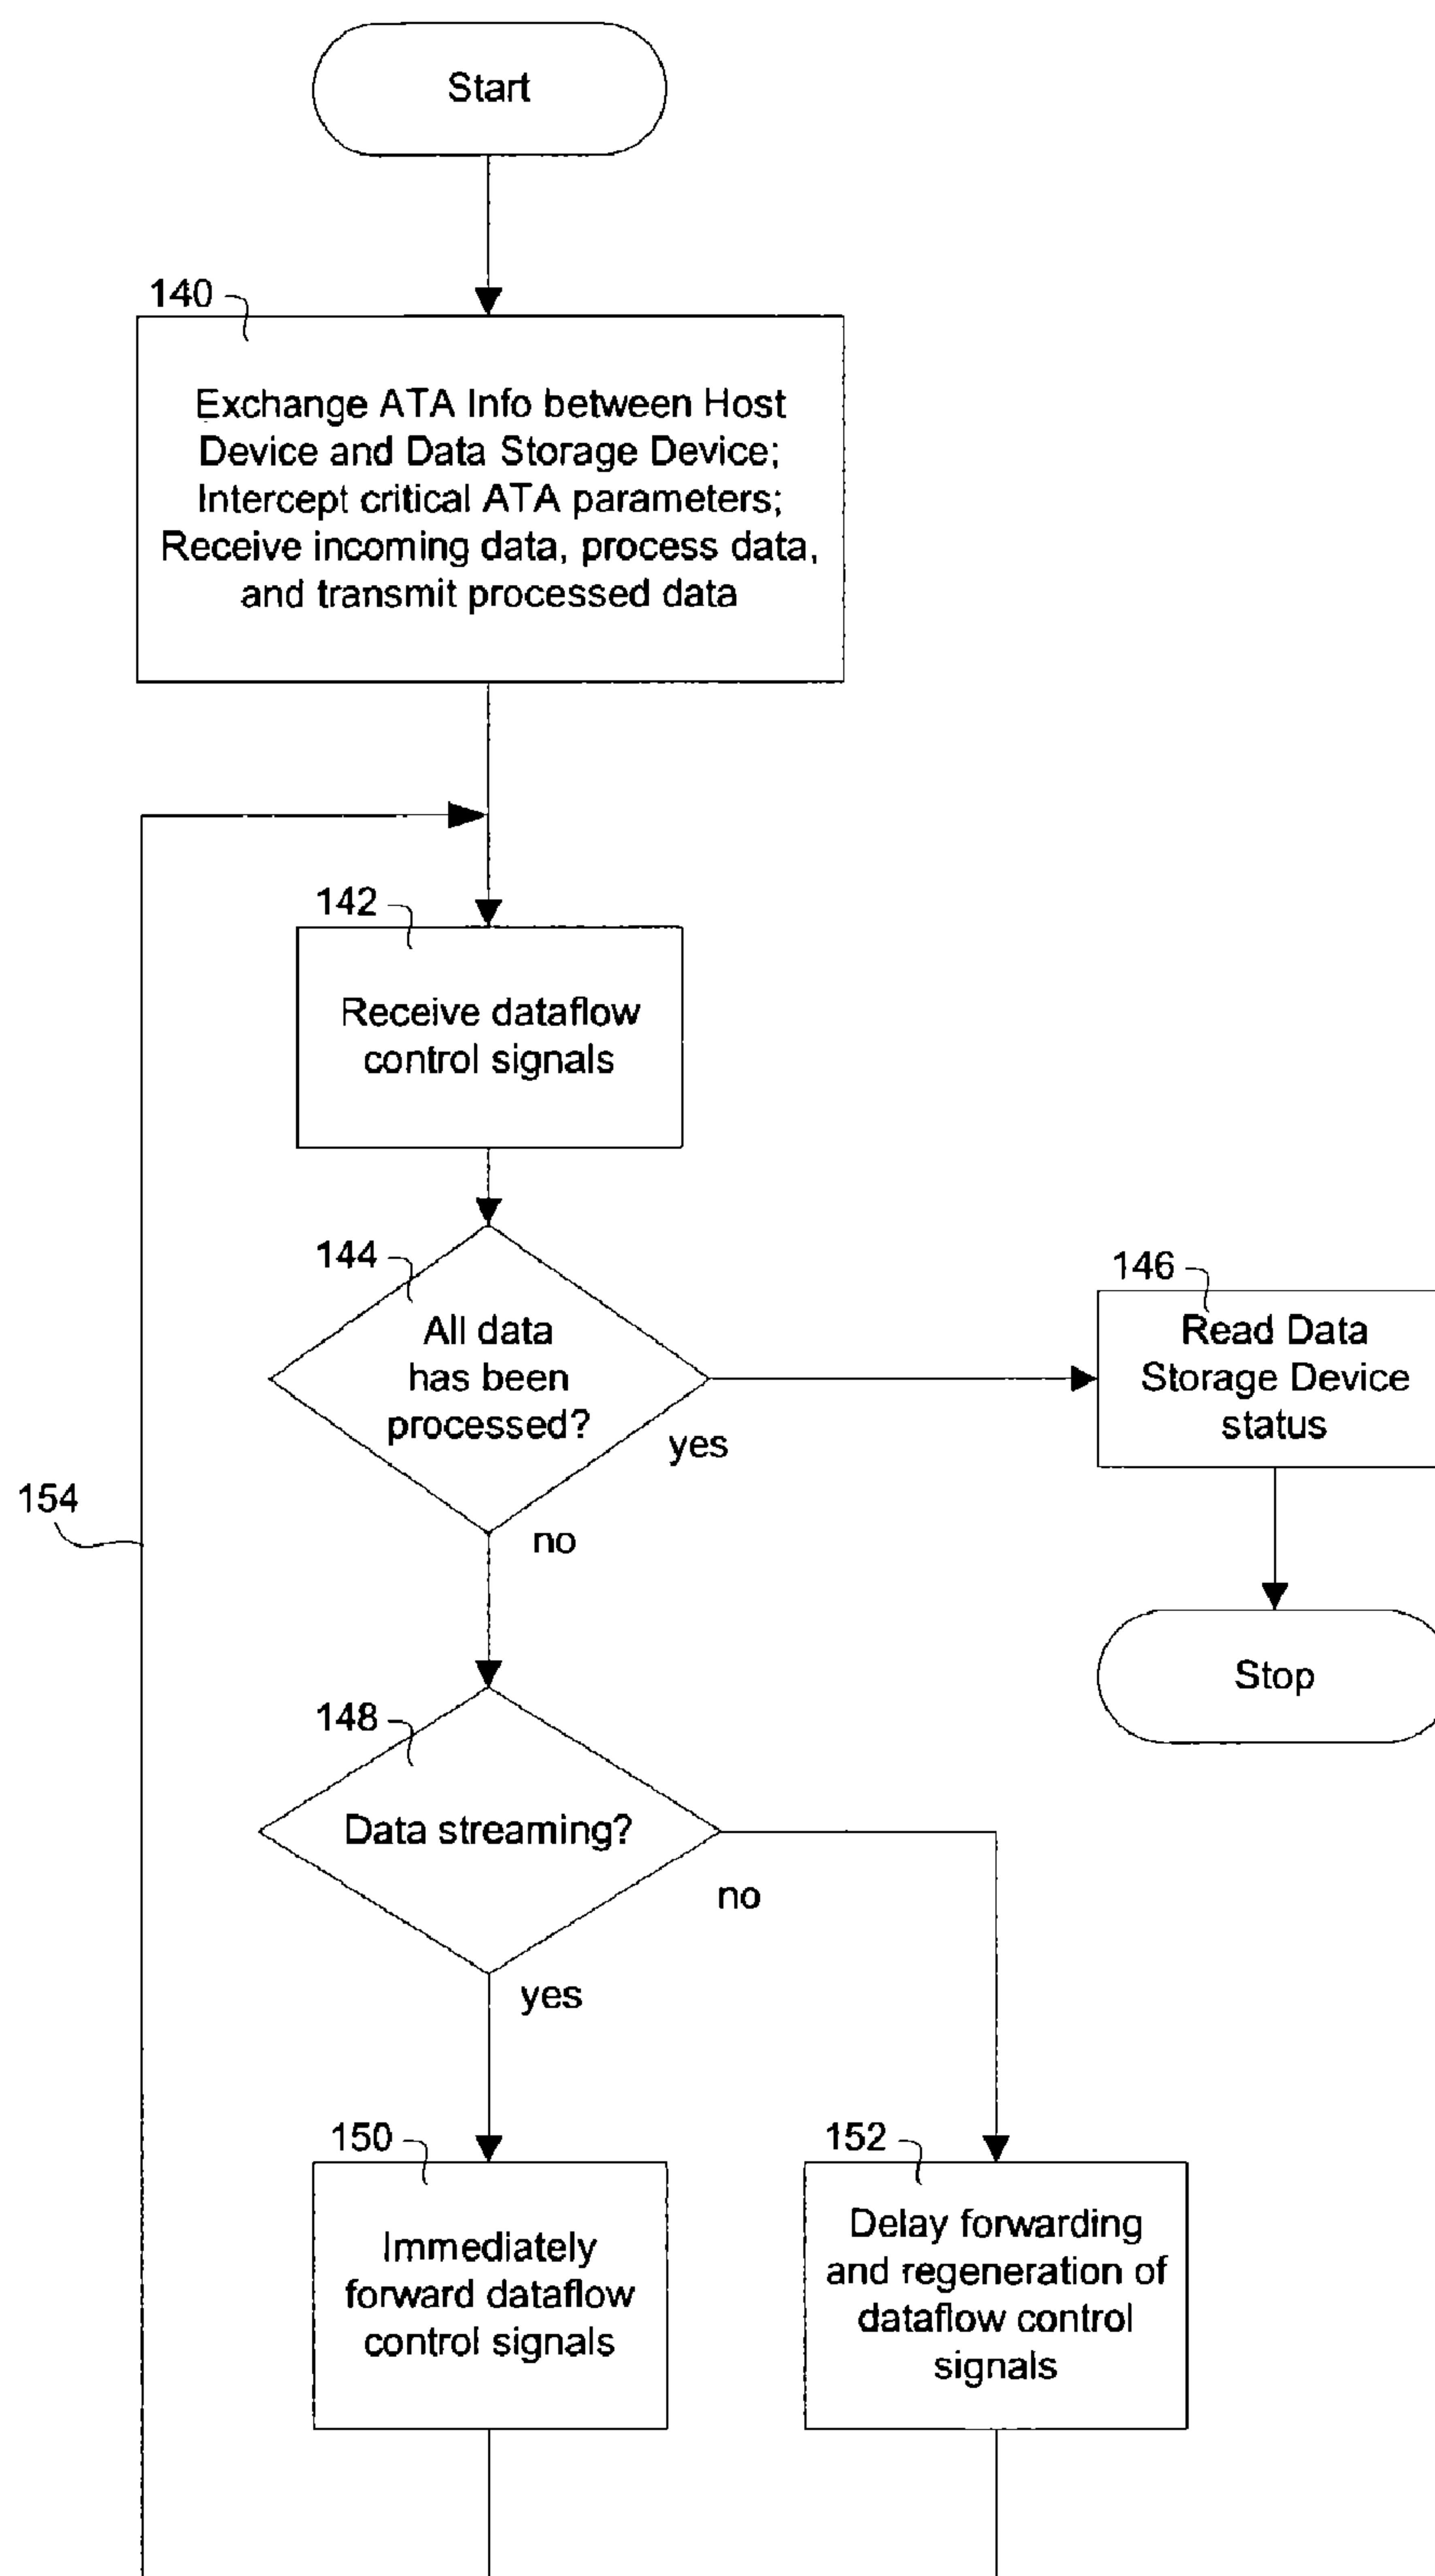 Start
140
Exchange ATA Info between Host
Device and Data Storage Device;
Intercept critical ATA parameters;
Receive incoming data, process data,
and transmit processed data
142
Receive dataflow
control signals
144
All data
has been
processed?
yes
no
146
Read Data
Storage Device
status
154
Stop
148
Data streaming?
no
yes
150
Immediately
forward dataflow
control signals
152
Delay forwarding
and regeneration of
dataflow control
signals